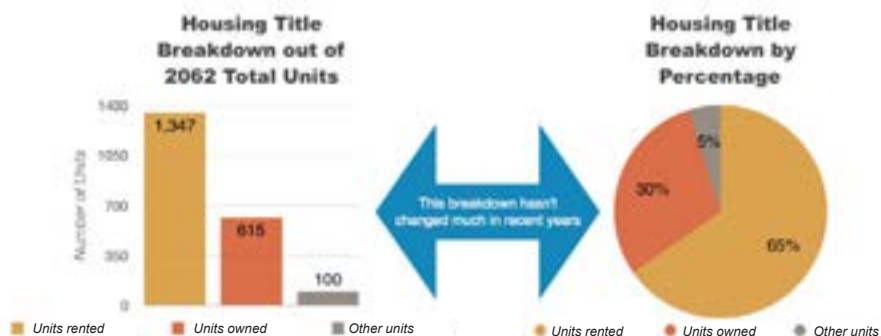 Housing Title
Breakdown out of
2062 Total Units
1400
1,347
1050
700
615
350
100
0
Number of Units
Units rented
Units owned
Other units
This breakdown hasn't
changed much in recent years
Housing Title
Breakdown by
Percentage
5%
30%
65%
Units rented
Units owned
Other units